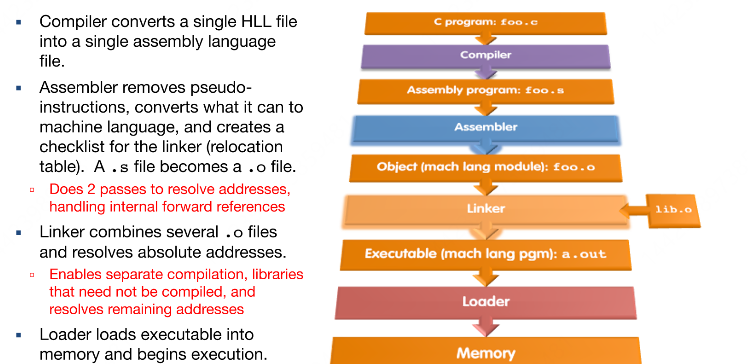 ▪ Compiler converts a single HLL file
into a single assembly language
file.
▪ Assembler removes pseudo-
instructions, converts what it can to
machine language, and creates a
checklist for the linker (relocation
table). A .s file becomes a .o file.
▫ Does 2 passes to resolve addresses,
handling internal forward references
▪ Linker combines several .o files
and resolves absolute addresses.
▫ Enables separate compilation, libraries
that need not be compiled, and
resolves remaining addresses
▪ Loader loads executable into
memory and begins execution.
C program: foo.c
Compiler
Assembly program: foo.s
Assembler
Object (mach lang module): foo.o
Linker
lib.o
Executable (mach lang pgm): a.out
Loader
Memory